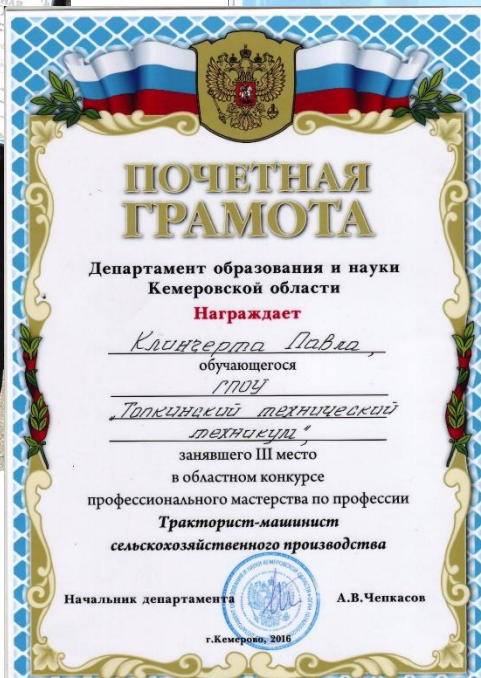 ПОЧЕТНАЯ
ГРАМОТА
Департамент образования и науки
Кемеровской области
Награждает
Клингерта Павла,
обучающегося
ГПОУ
„Топкинский технический
техникум",
занявшего III место
в областном конкурсе
профессионального мастерства по профессии
Тракторист-машинист
сельскохозяйственного производства
Начальник департамента А.В.Чепкасов
г.Кемерово, 2016